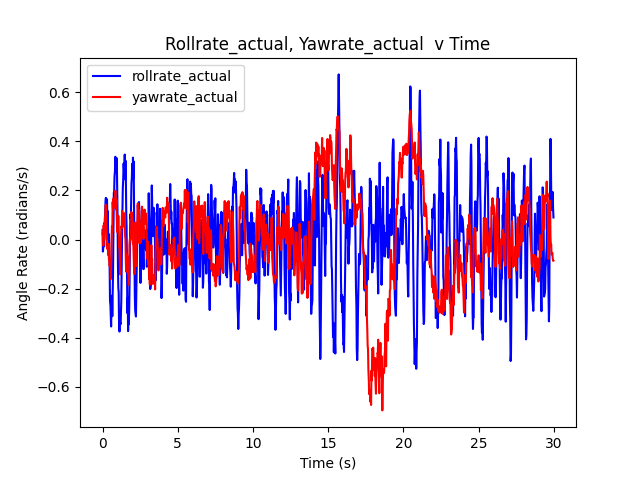 Rollrate_actual, Yawrate_actual  v Time
rollrate_actual
yawrate_actual
Angle Rate (radians/s)
0.6
0.4
0.2
0.0
−0.2
−0.4
−0.6
0 5 10 15 20 25 30
Time (s)